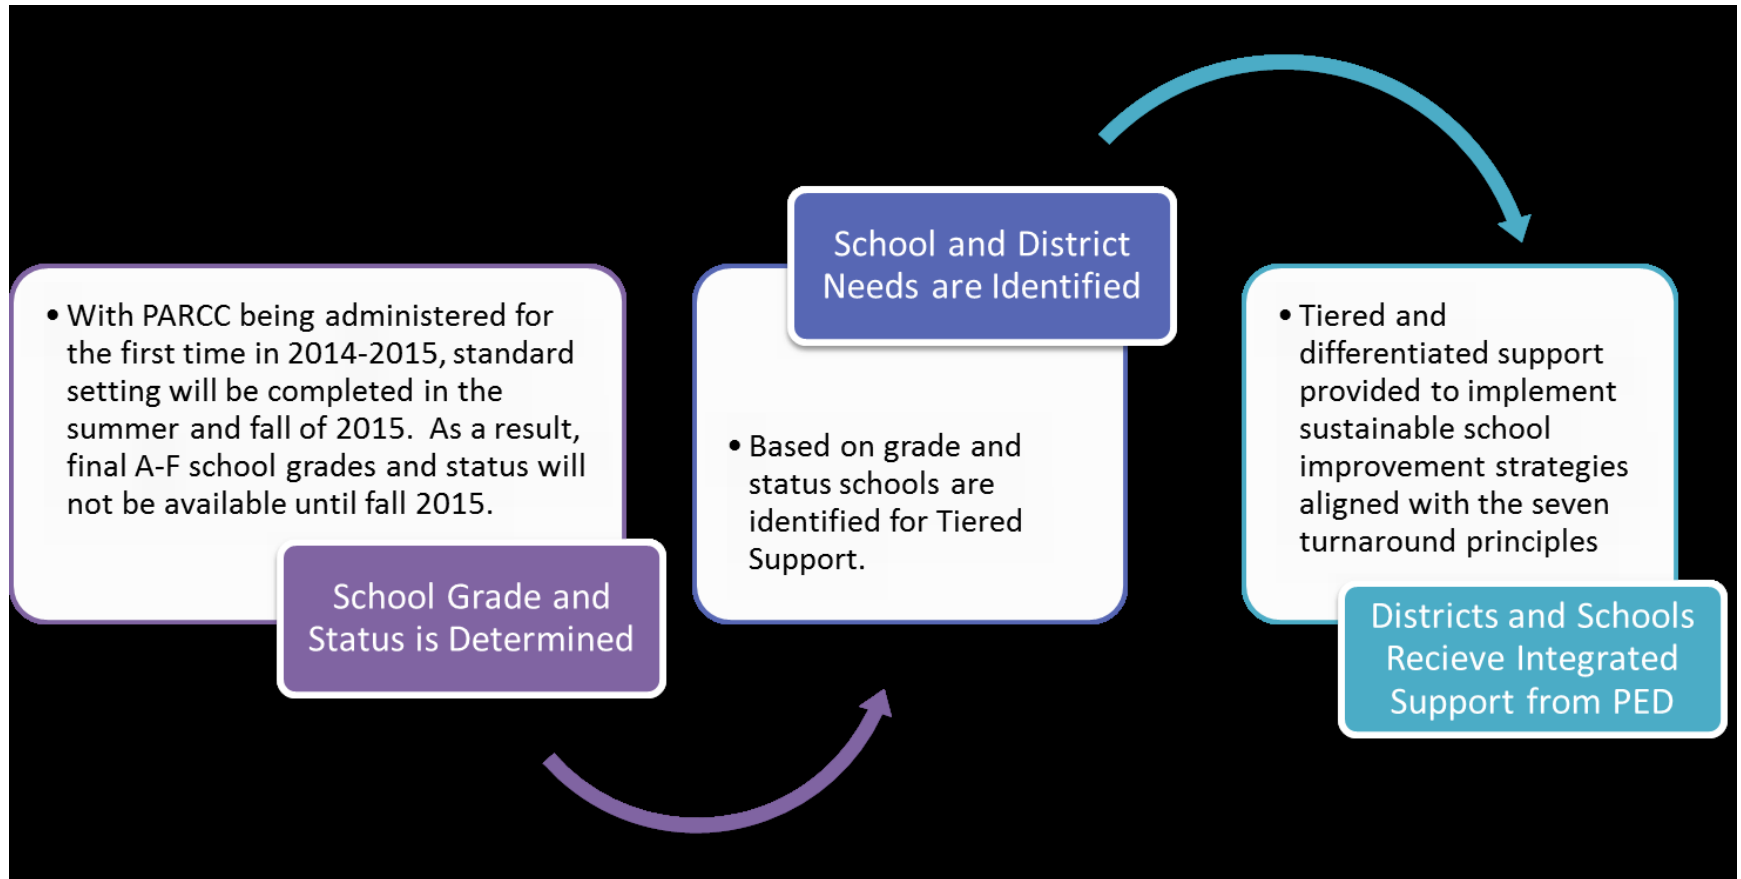 • With PARCC being administered for
the first time in 2014-2015, standard
setting will be completed in the
summer and fall of 2015.  As a result,
final A-F school grades and status will
not be available until fall 2015.
School Grade and
Status is Determined
School and District
Needs are Identified
• Based on grade and
status schools are
identified for Tiered
Support.
• Tiered and
differentiated support
provided to implement
sustainable school
improvement strategies
aligned with the seven
turnaround principles
Districts and Schools
Recieve Integrated
Support from PED